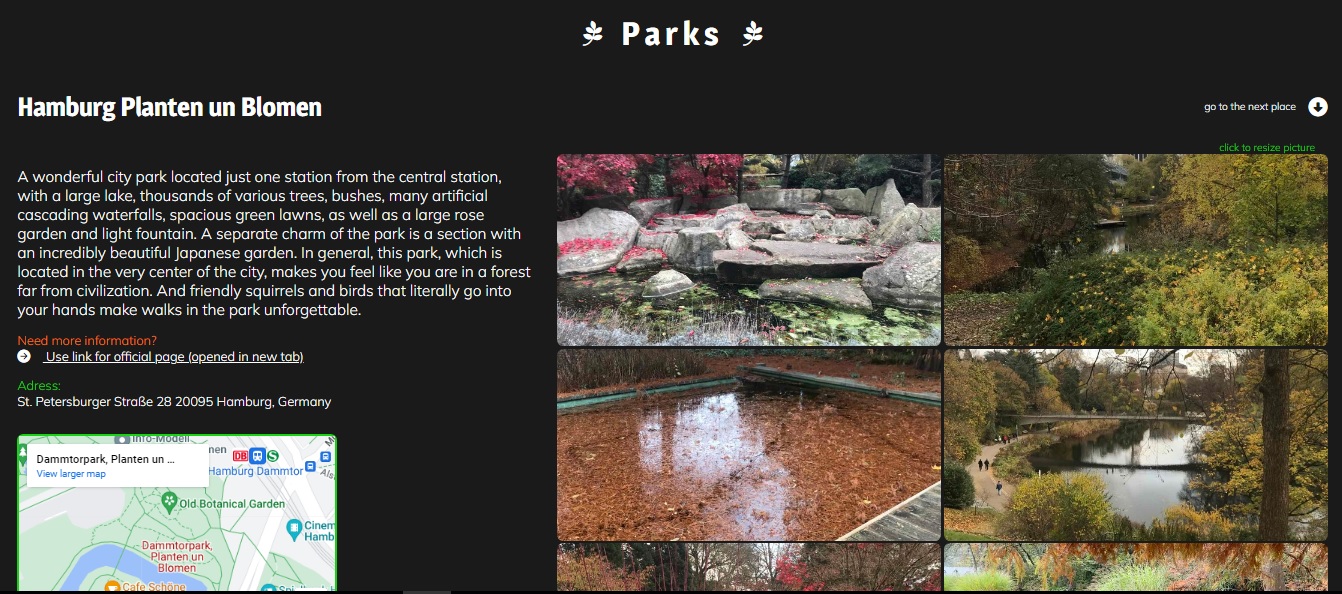 Parks
Hamburg Planten un Blomen
go to the next place
click to resize picture
A wonderful city park located just one station from the central station,
with a large lake, thousands of various trees, bushes, many artificial
cascading waterfalls, spacious green lawns, as well as a large rose
garden and light fountain. A separate charm of the park is a section with
an incredibly beautiful Japanese garden. In general, this park, which is
located in the very center of the city, makes you feel like you are in a forest
far from civilization. And friendly squirrels and birds that literally go into
your hands make walks in the park unforgettable.
Need more information?
Use link for official page (opened in new tab)
Adress:
St. Petersburger Straße 28 20095 Hamburg, Germany
Info-Modell
Dammtorpark, Planten un ...
View larger map
DB
S
Hamburg Dammtor
Old Botanical Garden
Cinem
Hamb
Dammtorpark,
Planten un
Blomen
Cafe Schöne